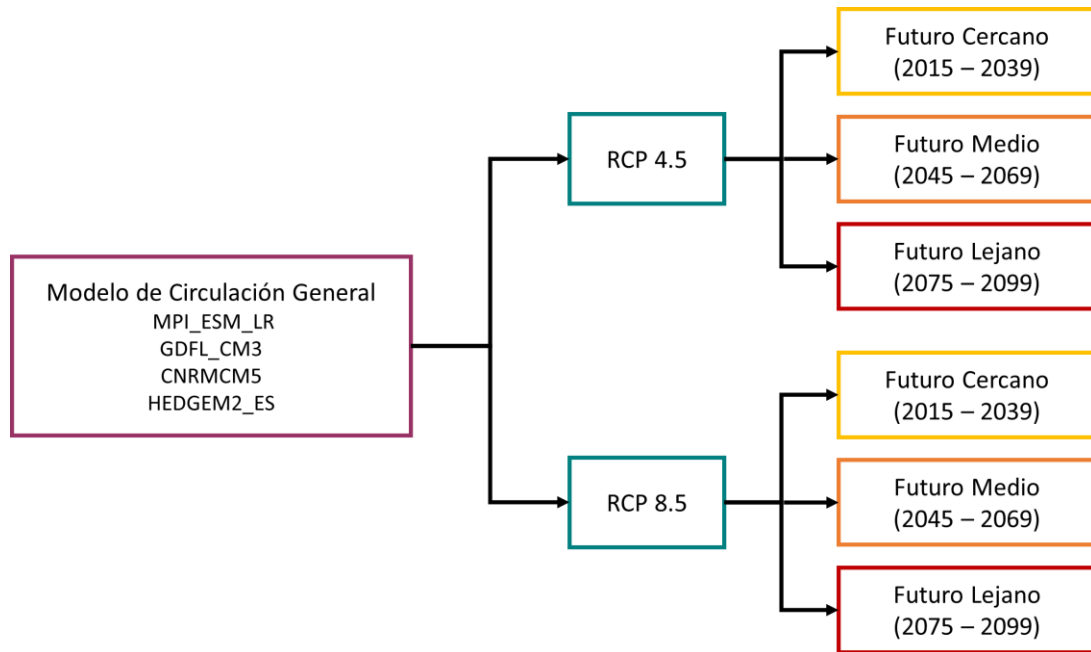 Modelo de Circulación General
MPI_ESM_LR
GDFL_CM3
CNRMCM5
HEDGEM2_ES
RCP 4.5
Futuro Cercano
(2015 – 2039)
Futuro Medio
(2045 – 2069)
Futuro Lejano
(2075 – 2099)
RCP 8.5
Futuro Cercano
(2015 – 2039)
Futuro Medio
(2045 – 2069)
Futuro Lejano
(2075 – 2099)